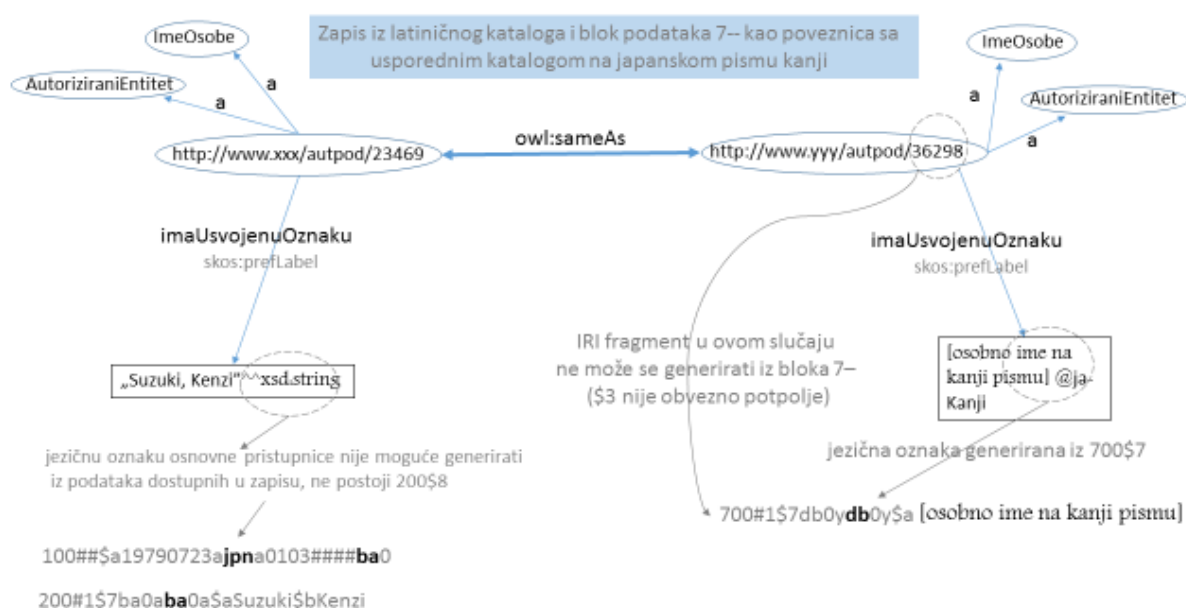 Zapis iz latiničnog kataloga i blok podataka 7-- kao poveznica sa
usporednim katalogom na japanskom pismu kanji
ImeOsobe
AutoriziraniEntitet
a
a
http://www.xxx/autpod/23469
owl:sameAs
ImeOsobe
AutoriziraniEntitet
a
a
http://www.yyy/autpod/36298
imaUsvojenuOznaku
skos:prefLabel
imaUsvojenuOznaku
skos:prefLabel
„Suzuki, Kenzi"^^xsd:string
IRI fragment u ovom slučaju
ne može se generirati iz bloka 7–
($3 nije obvezno potpolje)
[osobno ime na
kanji pismu] @ja-
Kanji
jezičnu oznaku osnovne pristupnice nije moguće generirati
iz podataka dostupnih u zapisu, ne postoji 200$8
jezična oznaka generirana iz 700$7
700#1$7db0ydb0y$a [osobno ime na kanji pismu]
100##$a19790723ajpna0103####ba0
200#1$7ba0aba0a$aSuzuki$bKenzi